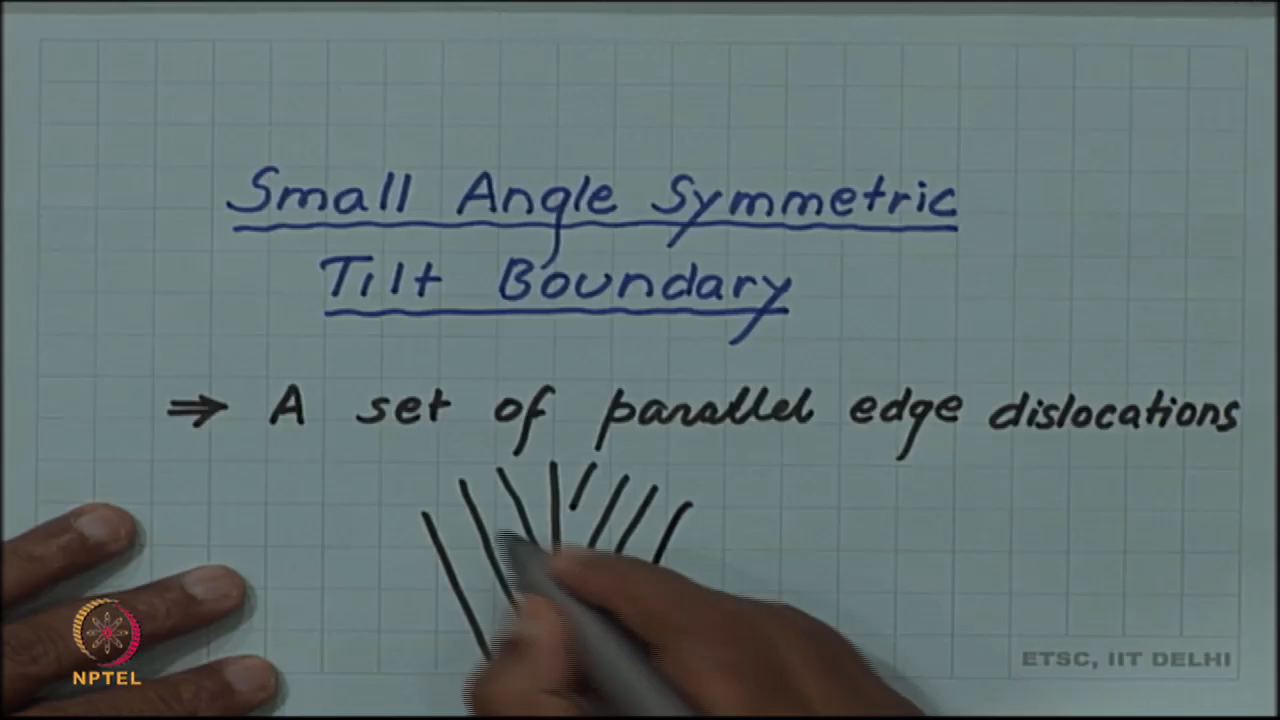 Small Angle Symmetric
Tilt Boundary
⇒ A set of parallel edge dislocations
NPTEL
ETSC, IIT DELHI